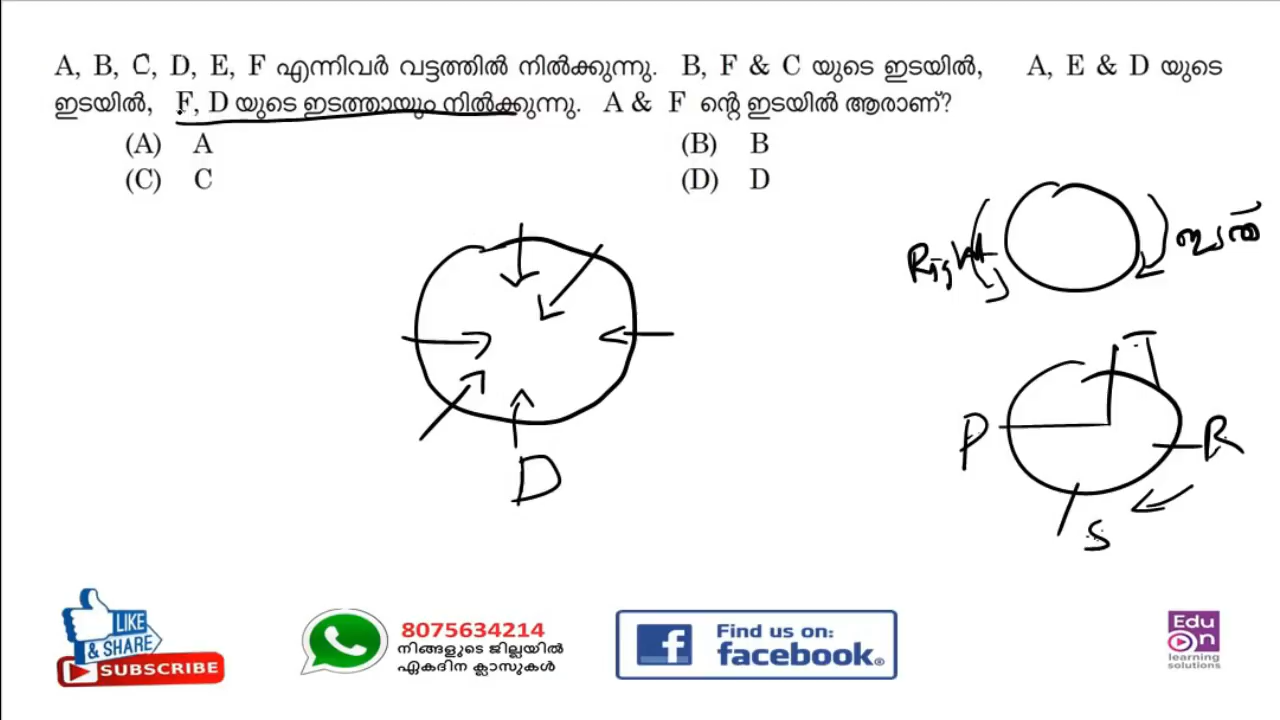 A, B, C, D, E, F എന്നിവർ വട്ടത്തിൽ നിൽക്കുന്നു. B, F & C യുടെ ഇടയിൽ, A, E & D യുടെ
ഇടയിൽ, F, D യുടെ ഇടത്തായും നിൽക്കുന്നു. A & F ന്റെ ഇടയിൽ ആരാണ്?
(A) A (B) B
(C) C (D) D
Right ഇടത്
D
T
P R
S
LIKE
& SHARE
SUBSCRIBE
8075634214
നിങ്ങളുടെ ജില്ലയിൽ
ഏകദിന ക്ലാസുകൾ
f Find us on:
facebook®
Edu
On
learning
solutions